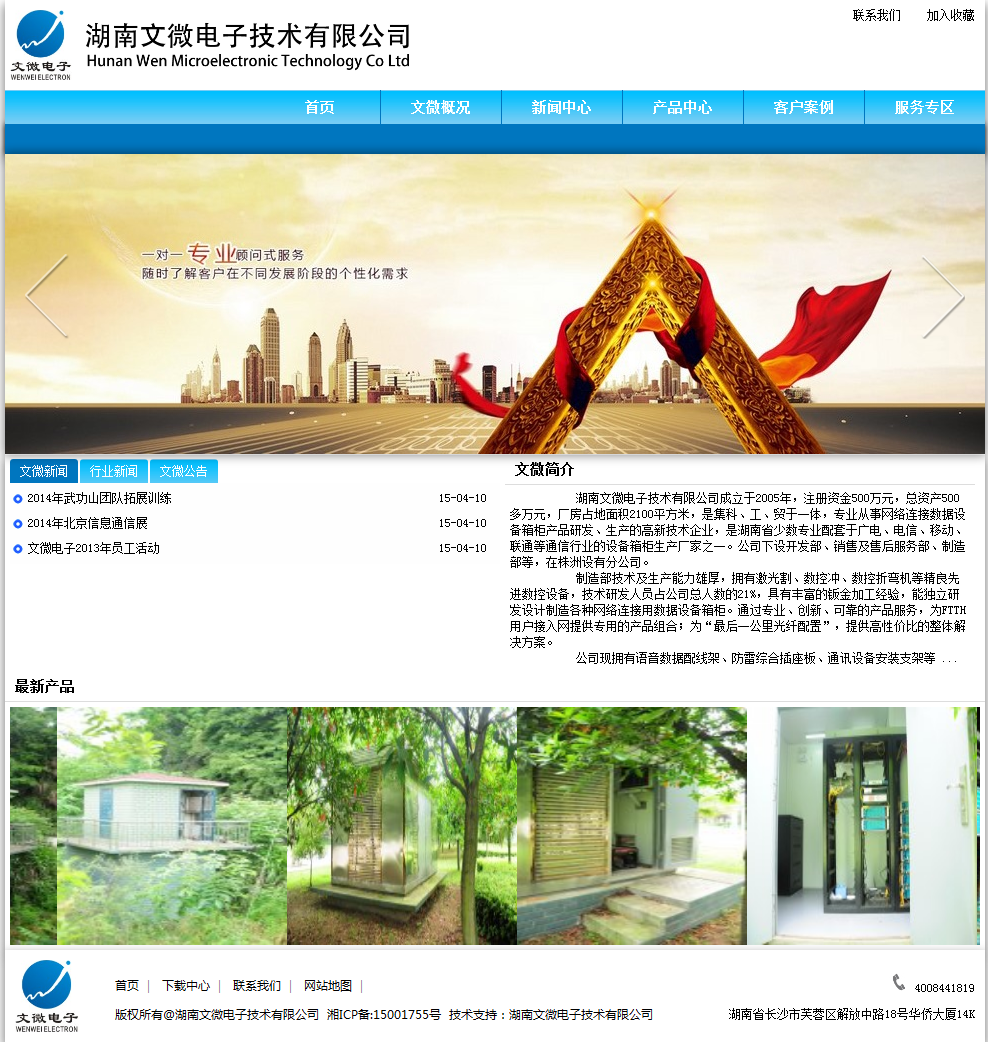 联系我们 加入收藏
文微电子
WENWEI ELECTRON
湖南文微电子技术有限公司
Hunan Wen Microelectronic Technology Co Ltd
首页 文微概况 新闻中心 产品中心 客户案例 服务专区
一对一 专业顾问式服务
随时了解客户在不同发展阶段的个性化需求
文微新闻 行业新闻 文微公告
2014年武功山团队拓展训练 15-04-10
2014年北京信息通信展 15-04-10
文微电子2013年员工活动 15-04-10
文微简介
湖南文微电子技术有限公司成立于2005年，注册资金500万元，总资产500
多万元，厂房占地面积2100平方米，是集科、工、贸于一体，专业从事网络连接数据设
备箱柜产品研发、生产的高新技术企业，是湖南省少数专业配套于广电、电信、移动、
联通等通信行业的设备箱柜生产厂家之一。公司下设开发部、销售及售后服务部、制造
部等，在株洲设有分公司。
制造部技术及生产能力雄厚，拥有激光割、数控冲、数控折弯机等精良先
进数控设备，技术研发人员占公司总人数的21%，具有丰富的钣金加工经验，能独立研
发设计制造各种网络连接用数据设备箱柜。通过专业、创新、可靠的产品服务，为FTTH
用户接入网提供专用的产品组合；为“最后一公里光纤配置”，提供高性价比的整体解
决方案。
公司现拥有语音数据配线架、防雷综合插座板、通讯设备安装支架等 ...
最新产品
文微电子
WENWEI ELECTRON
首页 | 下载中心 | 联系我们 | 网站地图 |
版权所有@湖南文微电子技术有限公司 湘ICP备:15001755号 技术支持：湖南文微电子技术有限公司
4008441819
湖南省长沙市芙蓉区解放中路18号华侨大厦14K